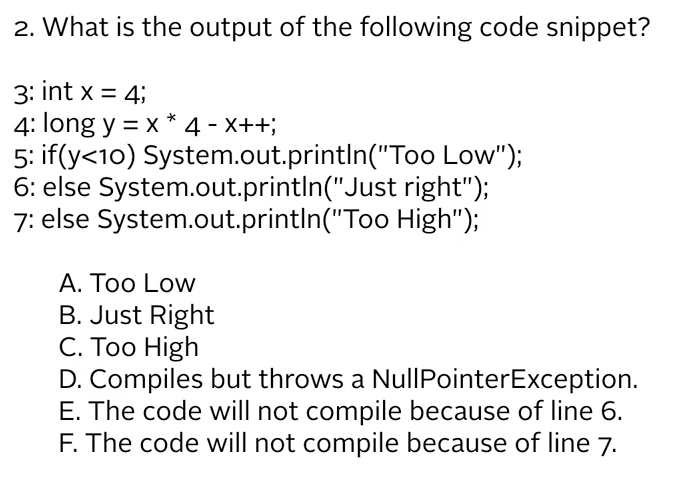 2. What is the output of the following code snippet?
3: int x = 4;
4: long y = x * 4 - x++;
5: if(y<10) System.out.println("Too Low");
6: else System.out.println("Just right");
7: else System.out.println("Too High");
A. Too Low
B. Just Right
C. Too High
D. Compiles but throws a NullPointerException.
E. The code will not compile because of line 6.
F. The code will not compile because of line 7.